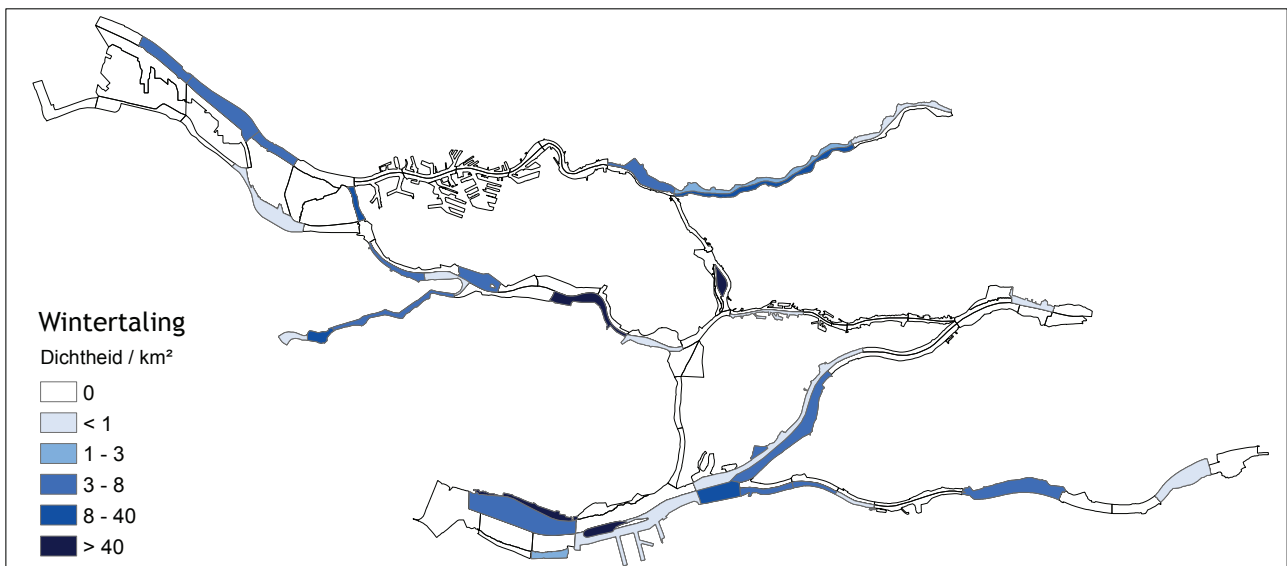 Wintertaling
Dichtheid / km²
0
< 1
1 - 3
3 - 8
8 - 40
> 40